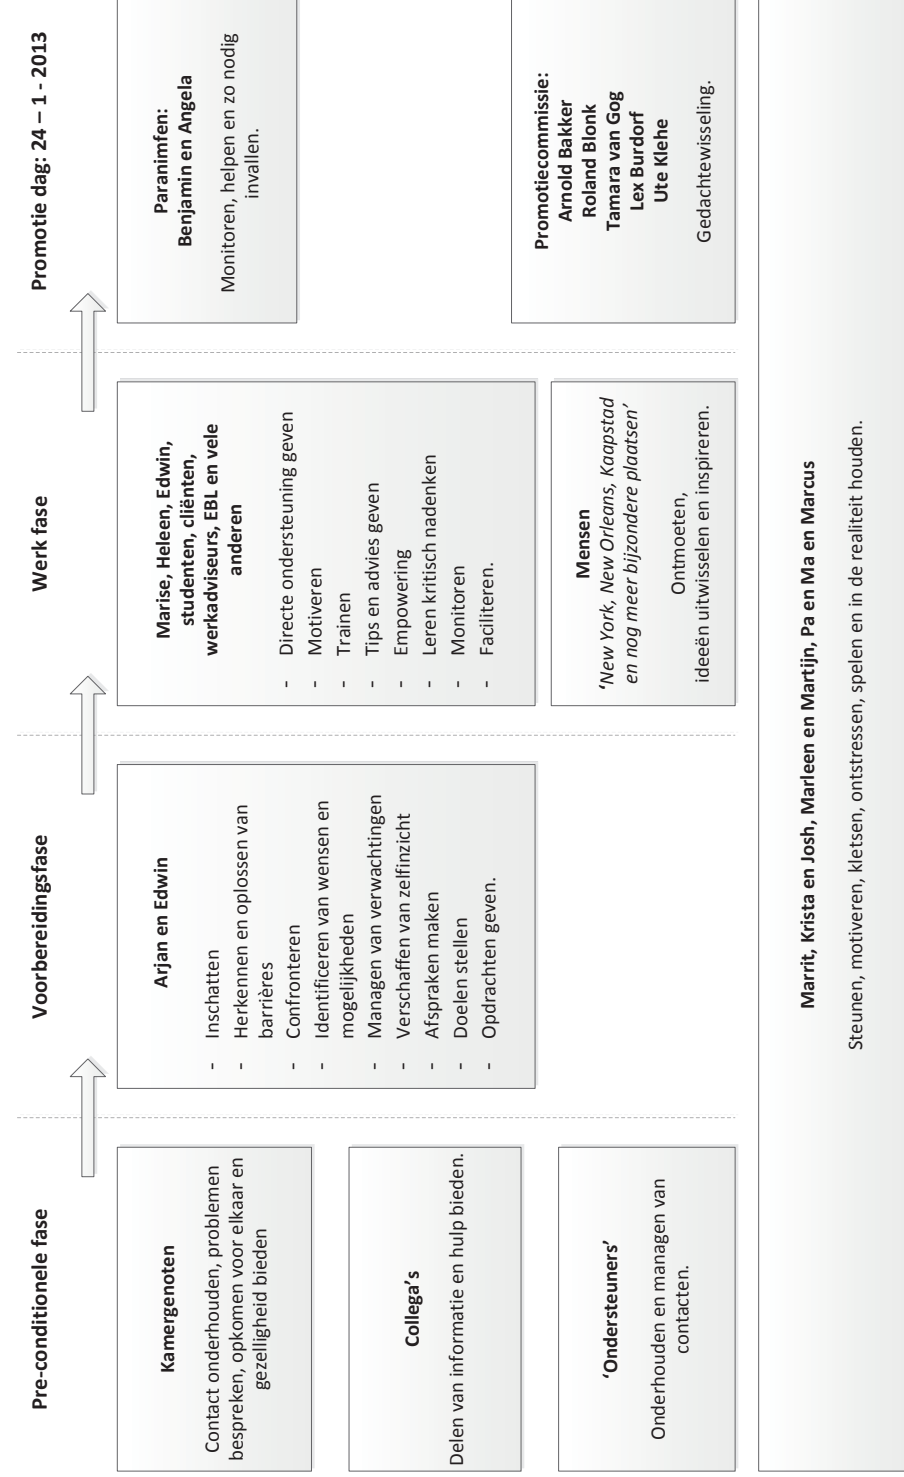 Pre-conditionele fase
Voorbereidingsfase
Werk fase
Promotie dag: 24 – 1 - 2013
Kamergenoten
Contact onderhouden, problemen
bespreken, opkomen voor elkaar en
gezelligheid bieden
Collega’s
Delen van informatie en hulp bieden.
‘Ondersteuners’
Onderhouden en managen van
contacten.
Arjan en Edwin
- Inschatten
- Herkennen en oplossen van
barrières
- Confronteren
- Identificeren van wensen en
mogelijkheden
- Managen van verwachtingen
- Verschaffen van zelfinzicht
- Afspraken maken
- Doelen stellen
- Opdrachten geven.
Marise, Helen, Edwin,
studenten, cliënten,
werkadviseurs, EBL en vele
anderen
- Directe ondersteuning geven
- Motiveren
- Trainen
- Tips en advies geven
- Empowering
- Leren kritisch nadenken
- Monitoren
- Faciliteren.
Mensen
‘New York, New Orleans, Kaapstad
en nog meer bijzondere plaatsen’
Ontmoeten,
ideeën uitwisselen en inspireren.
Paranimfen:
Benjamin en Angela
Monitoren, helpen en zo nodig
invallen.
Promotiecommissie:
Arnold Bakker
Roland Blonk
Tamara van Gog
Lex Burdorf
Ute Klehe
Gedachtewisseling.
Marrit, Krista en Josh, Marleen en Martijn, Pa en Ma en Marcus
Steunen, motiveren, kletsen, ontstressen, spelen en in de realiteit houden.